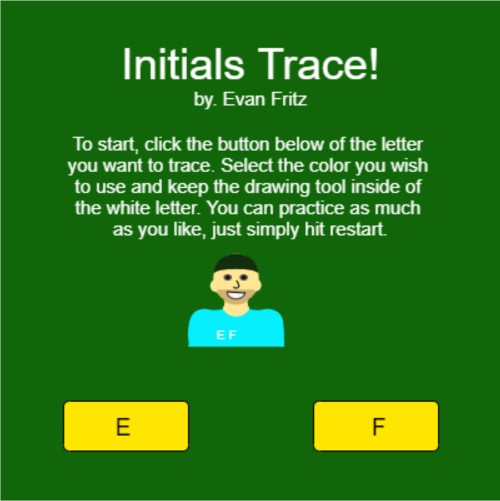 Initials Trace!
by. Evan Fritz
To start, click the button below of the letter
you want to trace. Select the color you wish
to use and keep the drawing tool inside of
the white letter. You can practice as much
as you like, just simply hit restart.
E F
E
F